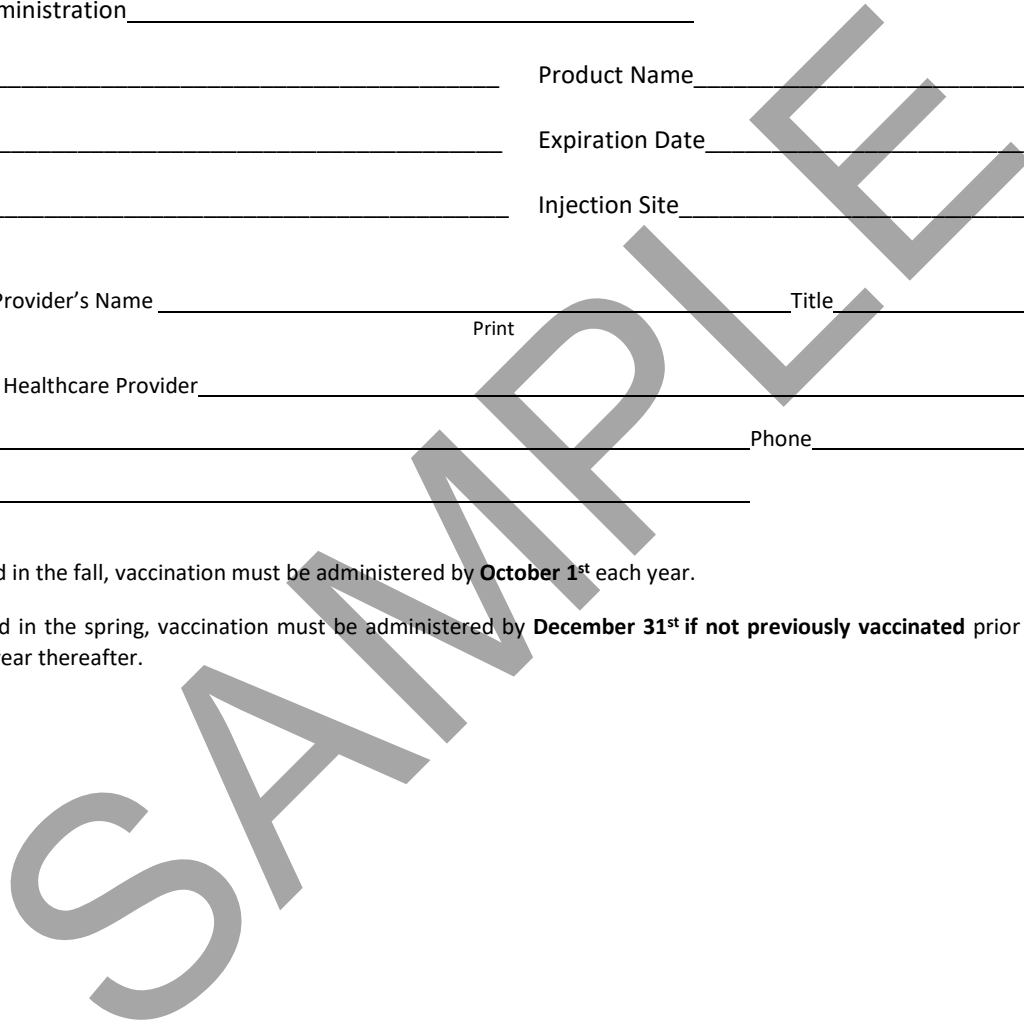 ministration
Product Name
Expiration Date
Injection Site
Provider’s Name Title
Print
Healthcare Provider
Phone
d in the fall, vaccination must be administered by October 1st each year.
d in the spring, vaccination must be administered by December 31st if not previously vaccinated prior
year thereafter.
SAMPLE